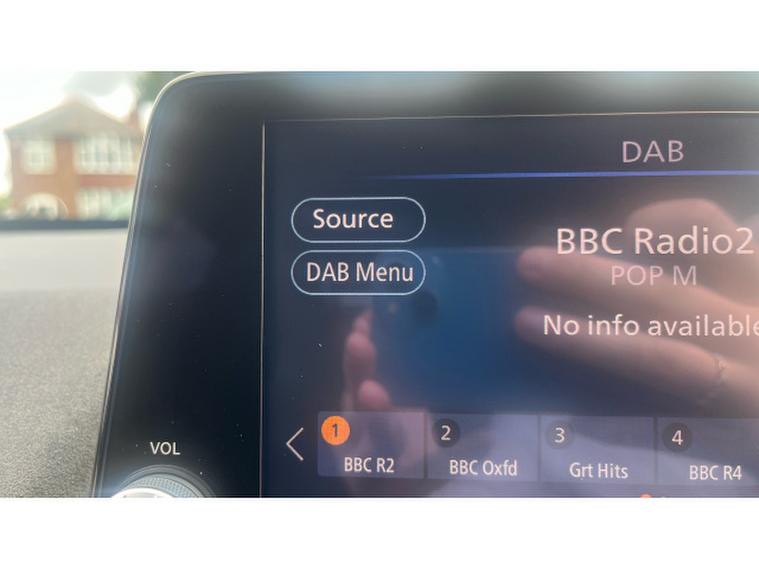 DAB
Source
BBC Radio2
DAB Menu
POP M
No info available
1
2
3
4
VOL
BBC R2
BBC Oxfd
Grt Hits
BBC R4